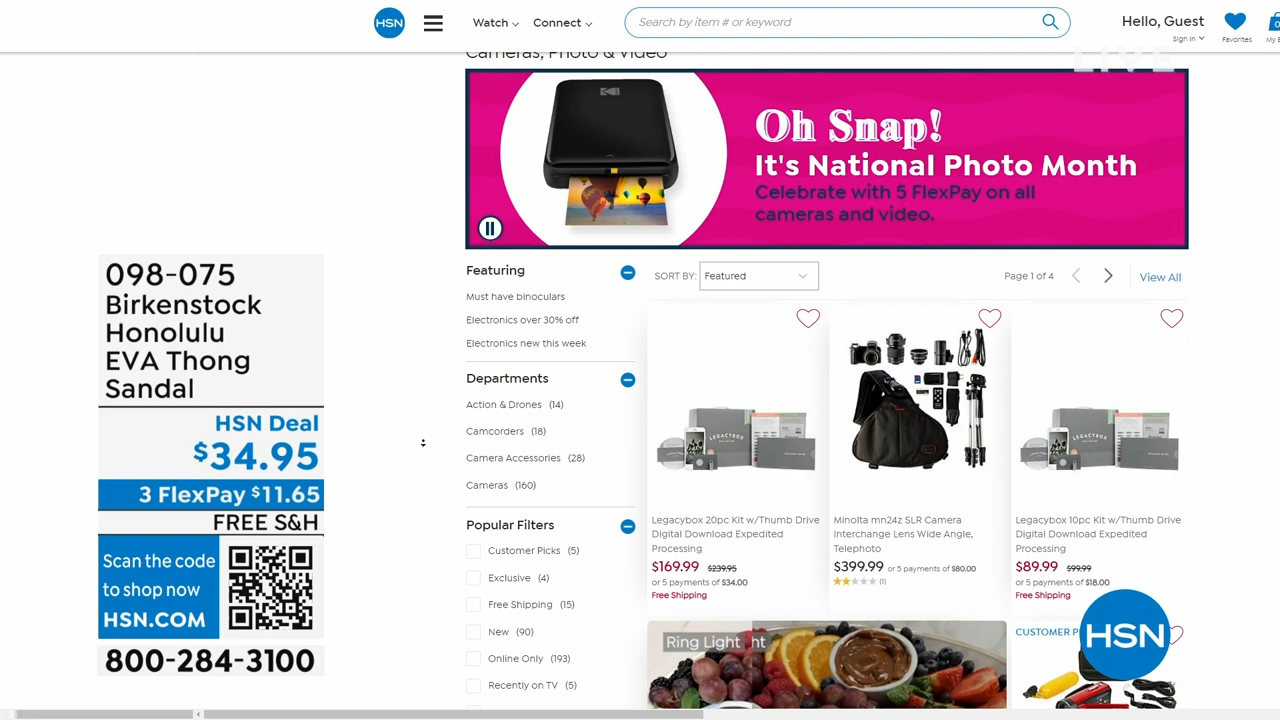 HSN
Watch
Connect
Search by item # or keyword
Hello, Guest
Sign In
Favorites
0
LIVE
Cameras, Photo & Video
Oh Snap!
It's National Photo Month
Celebrate with 5 FlexPay on all
cameras and video.
098-075
Birkenstock
Honolulu
EVA Thong
Sandal
HSN Deal
$34.95
3 FlexPay $11.65
FREE S&H
Scan the code
to shop now
HSN.COM
800-284-3100
Featuring
Must have binoculars
Electronics over 30% off
Electronics new this week
Departments
Action & Drones (14)
Camcorders (18)
Camera Accessories (28)
Cameras (160)
Popular Filters
Customer Picks (5)
Exclusive (4)
Free Shipping (15)
New (90)
Online Only (193)
Recently on TV (5)
SORT BY: Featured
Page 1 of 4
View All
LEGACYBOX
Legacybox 20pc Kit w/Thumb Drive
Digital Download Expedited
Processing
$169.99 $239.95
or 5 payments of $34.00
Free Shipping
Minolta mn24z SLR Camera
Interchange Lens Wide Angle,
Telephoto
$399.99 or 5 payments of $80.00
(1)
LEGACYBOX
Legacybox 10pc Kit w/Thumb Drive
Digital Download Expedited
Processing
$89.99 $99.99
or 5 payments of $18.00
Free Shipping
Ring Light ht
CUSTOMER P
HSN